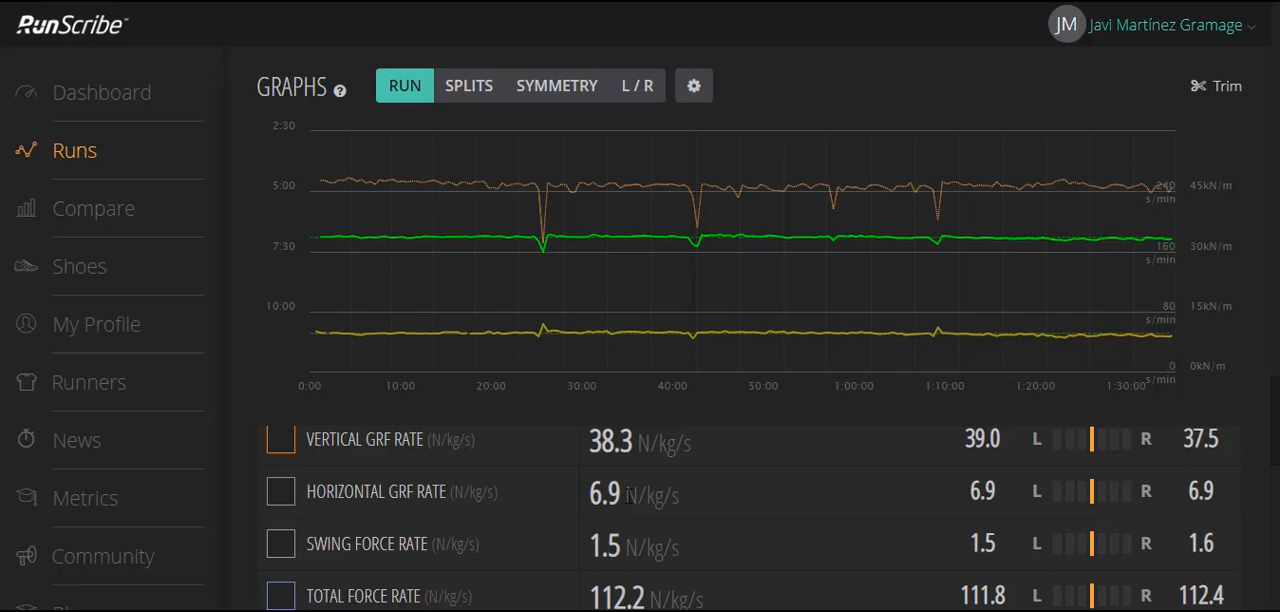 RunScribe™
JM Javi Martínez Gramage
Dashboard
Runs
Compare
Shoes
My Profile
Runners
News
Metrics
Community
GRAPHS ?
RUN SPLITS SYMMETRY L / R
Trim
2:30
5:00 240 s/min 45kN/m
7:30 160 s/min 30kN/m
10:00 80 s/min 15kN/m
0 s/min 0kN/m
0:00 10:00 20:00 30:00 40:00 50:00 1:00:00 1:10:00 1:20:00 1:30:00
VERTICAL GRF RATE (N/kg/s) 38.3 N/kg/s 39.0 L R 37.5
HORIZONTAL GRF RATE (N/kg/s) 6.9 N/kg/s 6.9 L R 6.9
SWING FORCE RATE (N/kg/s) 1.5 N/kg/s 1.5 L R 1.6
TOTAL FORCE RATE (N/kg/s) 112.2 N/kg/s 111.8 L R 112.4